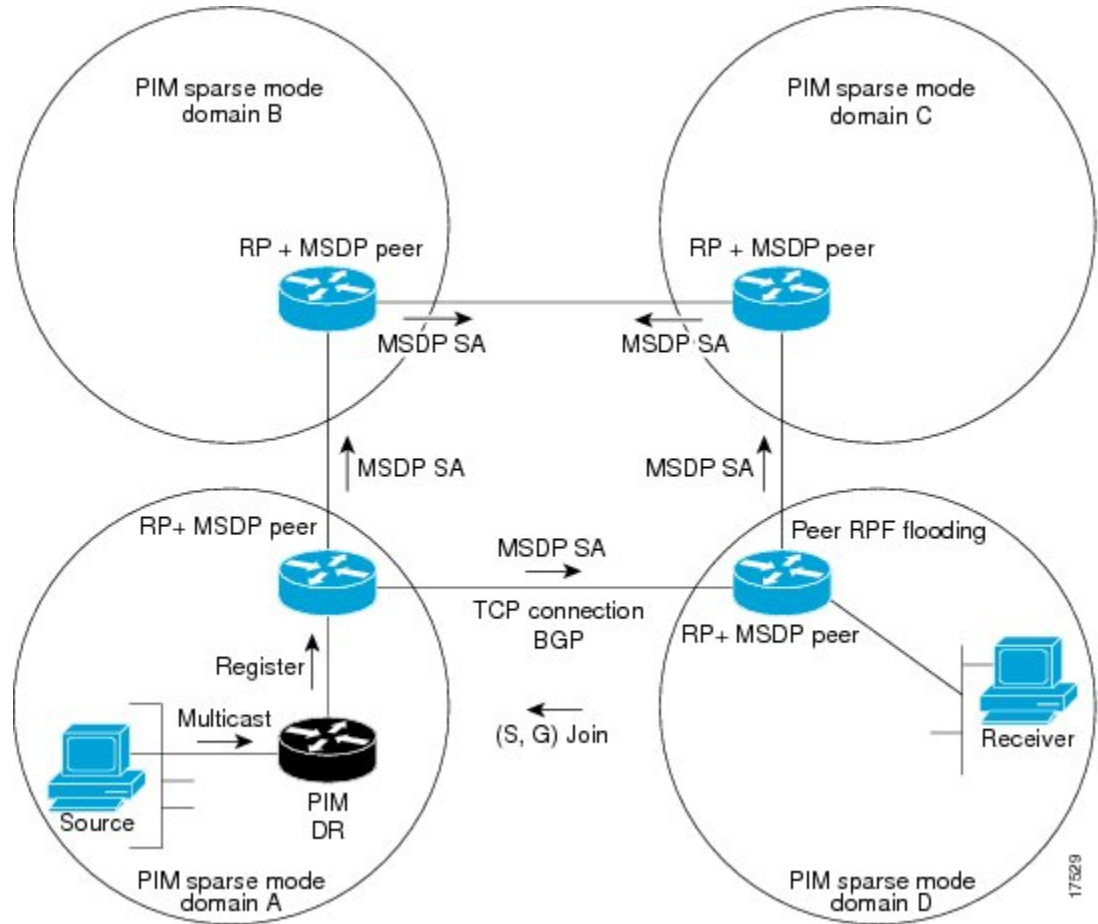 PIM sparse mode
domain B
PIM sparse mode
domain C
RP + MSDP peer
RP + MSDP peer
MSDP SA
MSDP SA
MSDP SA
MSDP SA
RP+ MSDP peer
Peer RPF flooding
MSDP SA
TCP connection
BGP
RP+ MSDP peer
Register
Multicast
(S, G) Join
Receiver
Source
PIM
DR
PIM sparse mode
domain A
PIM sparse mode
domain D
17529